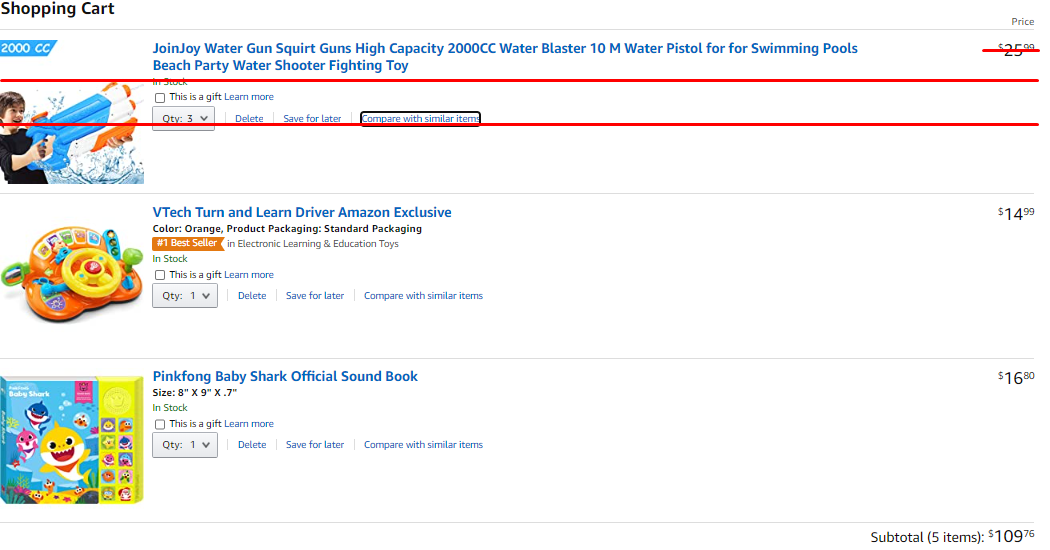 Shopping Cart
Price
2000 CC
JoinJoy Water Gun Squirt Guns High Capacity 2000CC Water Blaster 10 M Water Pistol for for Swimming Pools
Beach Party Water Shooter Fighting Toy
$25.99
In Stock
This is a gift Learn more
Qty: 3 Delete Save for later Compare with similar items
VTech Turn and Learn Driver Amazon Exclusive
$14.99
Color: Orange, Product Packaging: Standard Packaging
#1 Best Seller in Electronic Learning & Education Toys
In Stock
This is a gift Learn more
Qty: 1 Delete Save for later Compare with similar items
Pinkfong Baby Shark Official Sound Book
$16.80
Size: 8" X 9" X .7"
Baby Shark
In Stock
This is a gift Learn more
Qty: 1 Delete Save for later Compare with similar items
Subtotal (5 items): $109.76